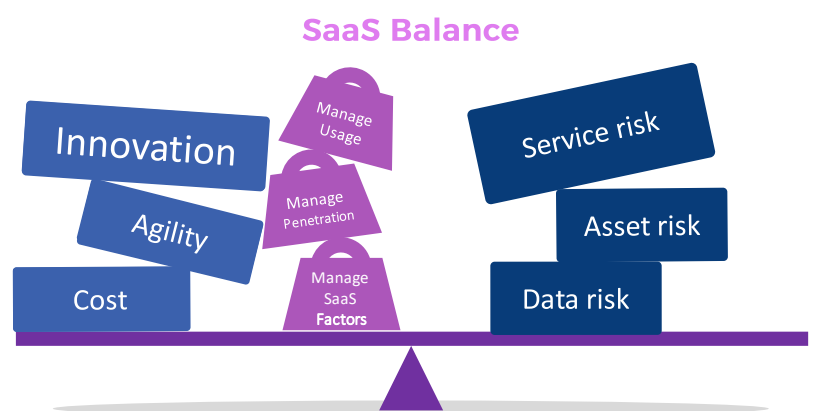 SaaS Balance
Innovation
Agility
Cost
Manage
Usage
Manage
Penetration
Manage
SaaS
Factors
Service risk
Asset risk
Data risk